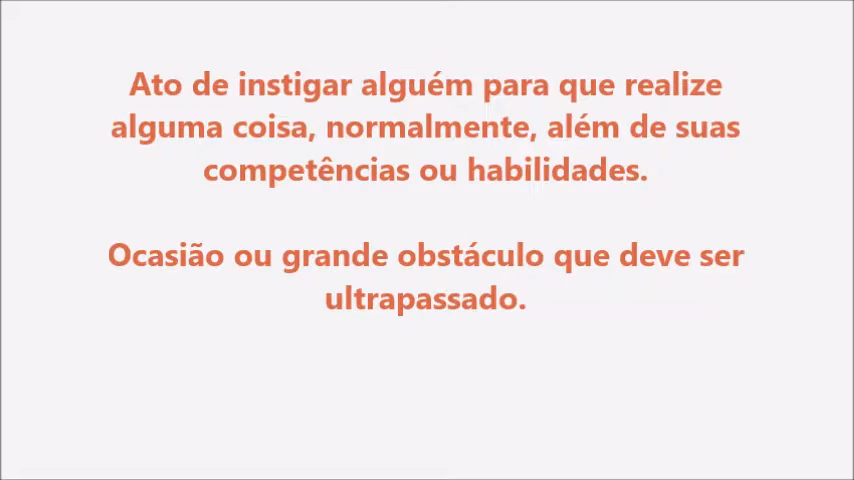 Ato de instigar alguém para que realize
alguma coisa, normalmente, além de suas
competências ou habilidades.
Ocasião ou grande obstáculo que deve ser
ultrapassado.